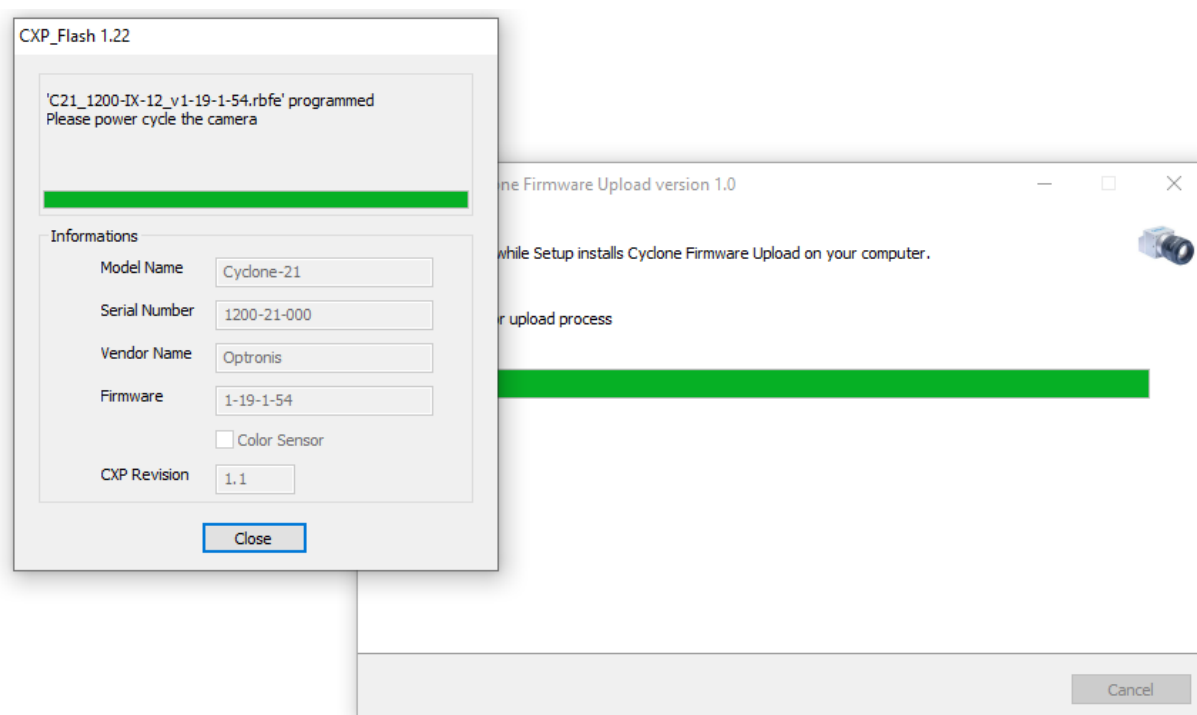 CXP_Flash 1.22
'C21_1200-IX-12_v1-19-1-54.rbfe' programmed
Please power cycle the camera
Informations
Model Name Cyclone-21
Serial Number 1200-21-000
Vendor Name Optronis
Firmware 1-19-1-54
Color Sensor
CXP Revision 1.1
Close
Firmware Upload version 1.0
while Setup installs Cyclone Firmware Upload on your computer.
upload process
Cancel